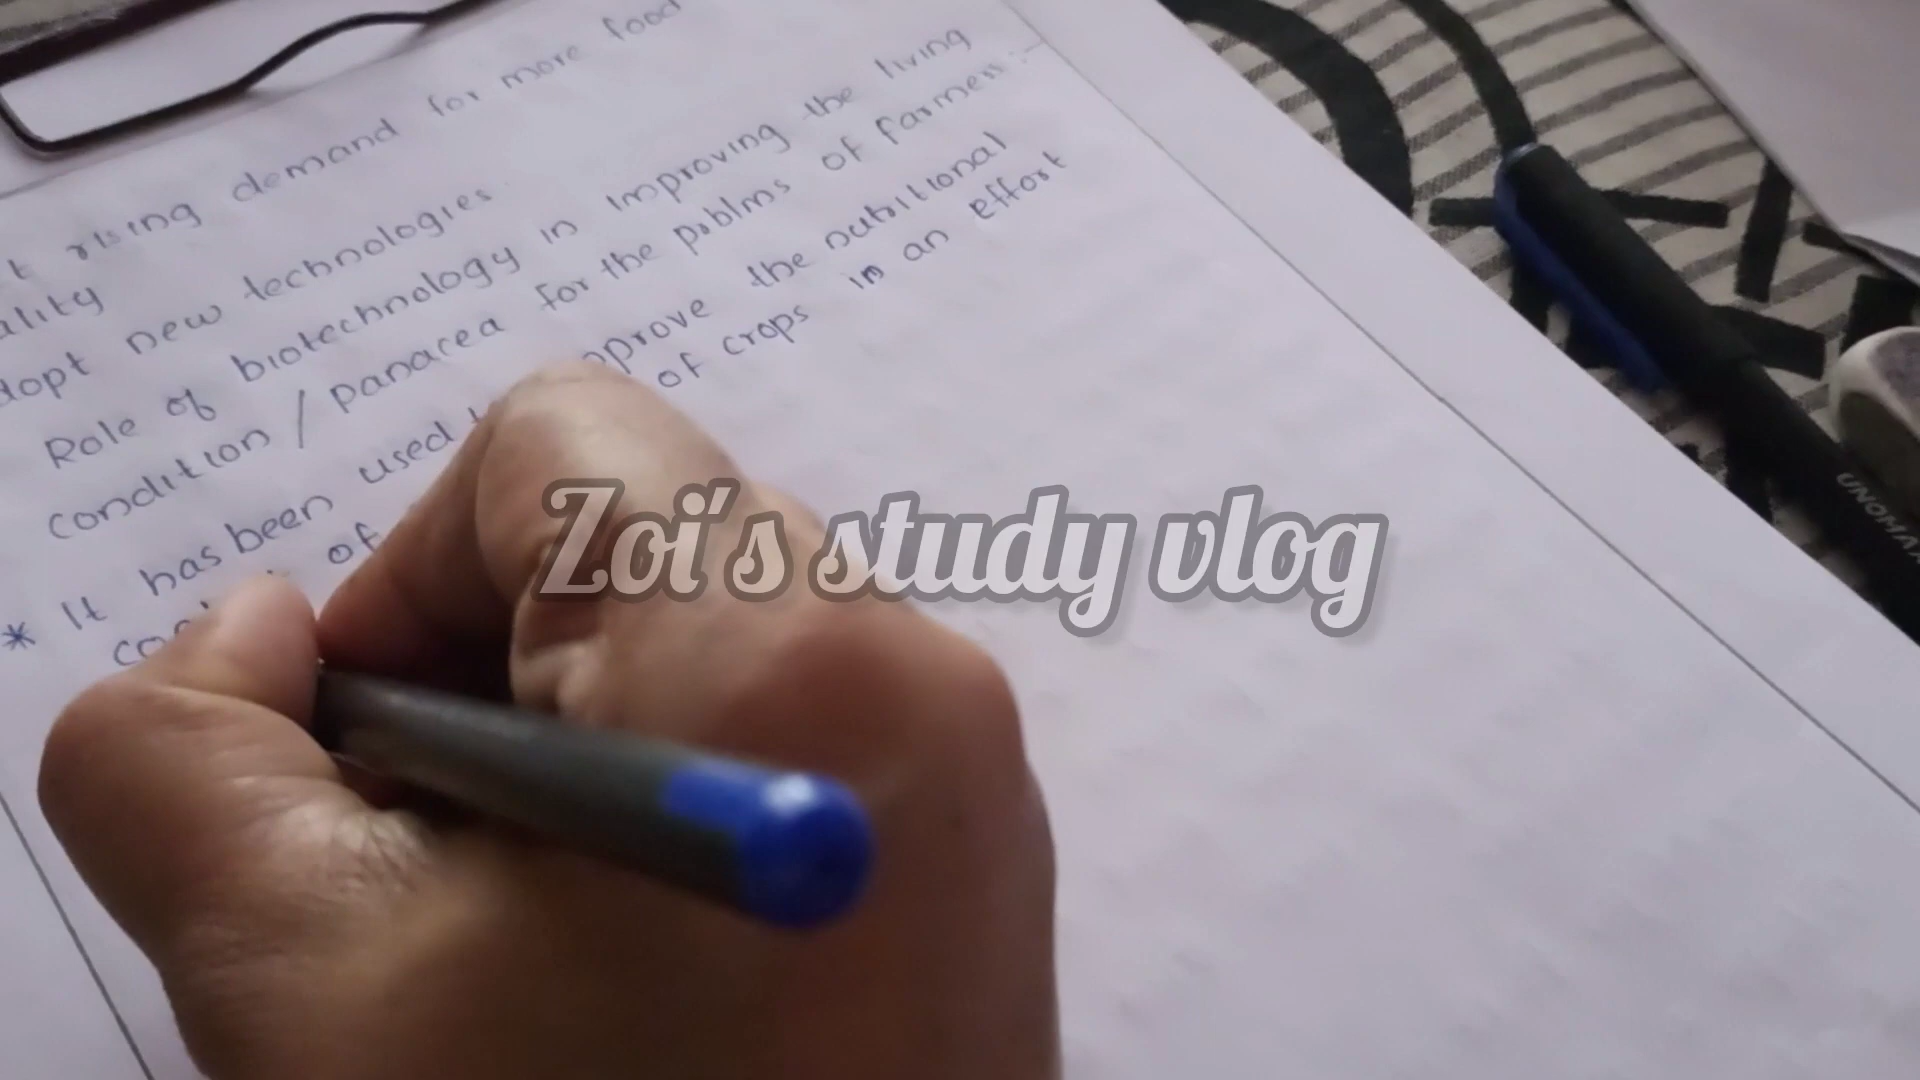 t rising demand for more food
ality
dopt new technologies.
Role of biotechnology in improving the living
condition / panacea for the poblms of farmers :-
* It has been used improve the nutritional
of of crops in an effort
Zoi's study vlog
UNOMAX